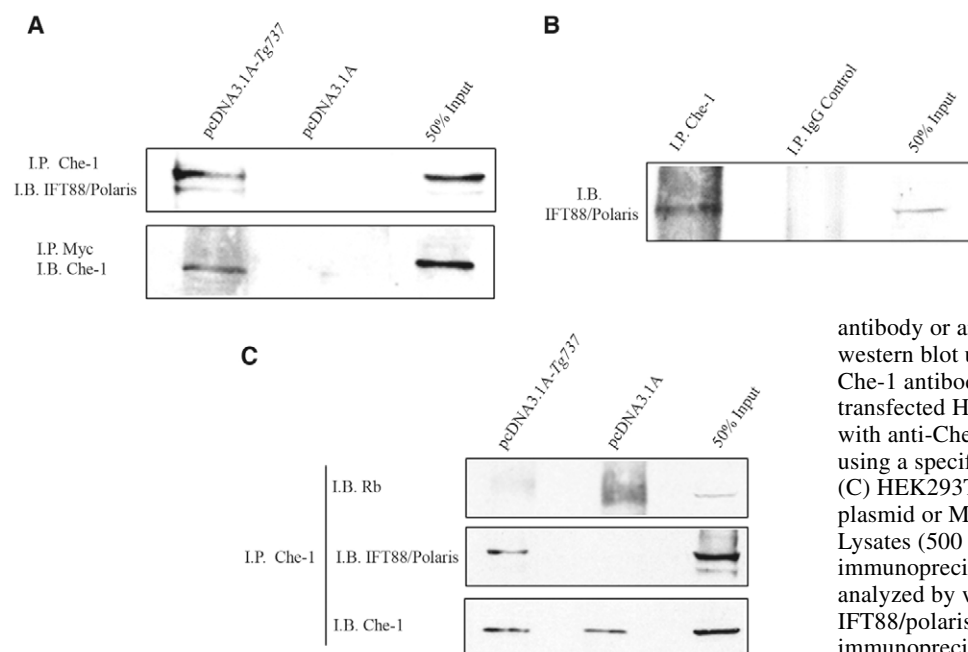 A
pcDNA3.1A-Tg737
pcDNA3.1A
50% Input
I.P. Che-1
I.B. IFT88/Polaris
I.P. Myc
I.B. Che-1
B
I.P. Che-1
I.P. IgG Control
50% Input
I.B.
IFT88/Polaris
C
pcDNA3.1A-Tg737
pcDNA3.1A
50% Input
I.P. Che-1
I.B. Rb
I.B. IFT88/Polaris
I.B. Che-1
antibody or a
western blot u
Che-1 antibod
transfected H
with anti-Che
using a specif
(C) HEK293T
plasmid or M
Lysates (500
immunopreci
analyzed by w
IFT88/polaris
immunopreci